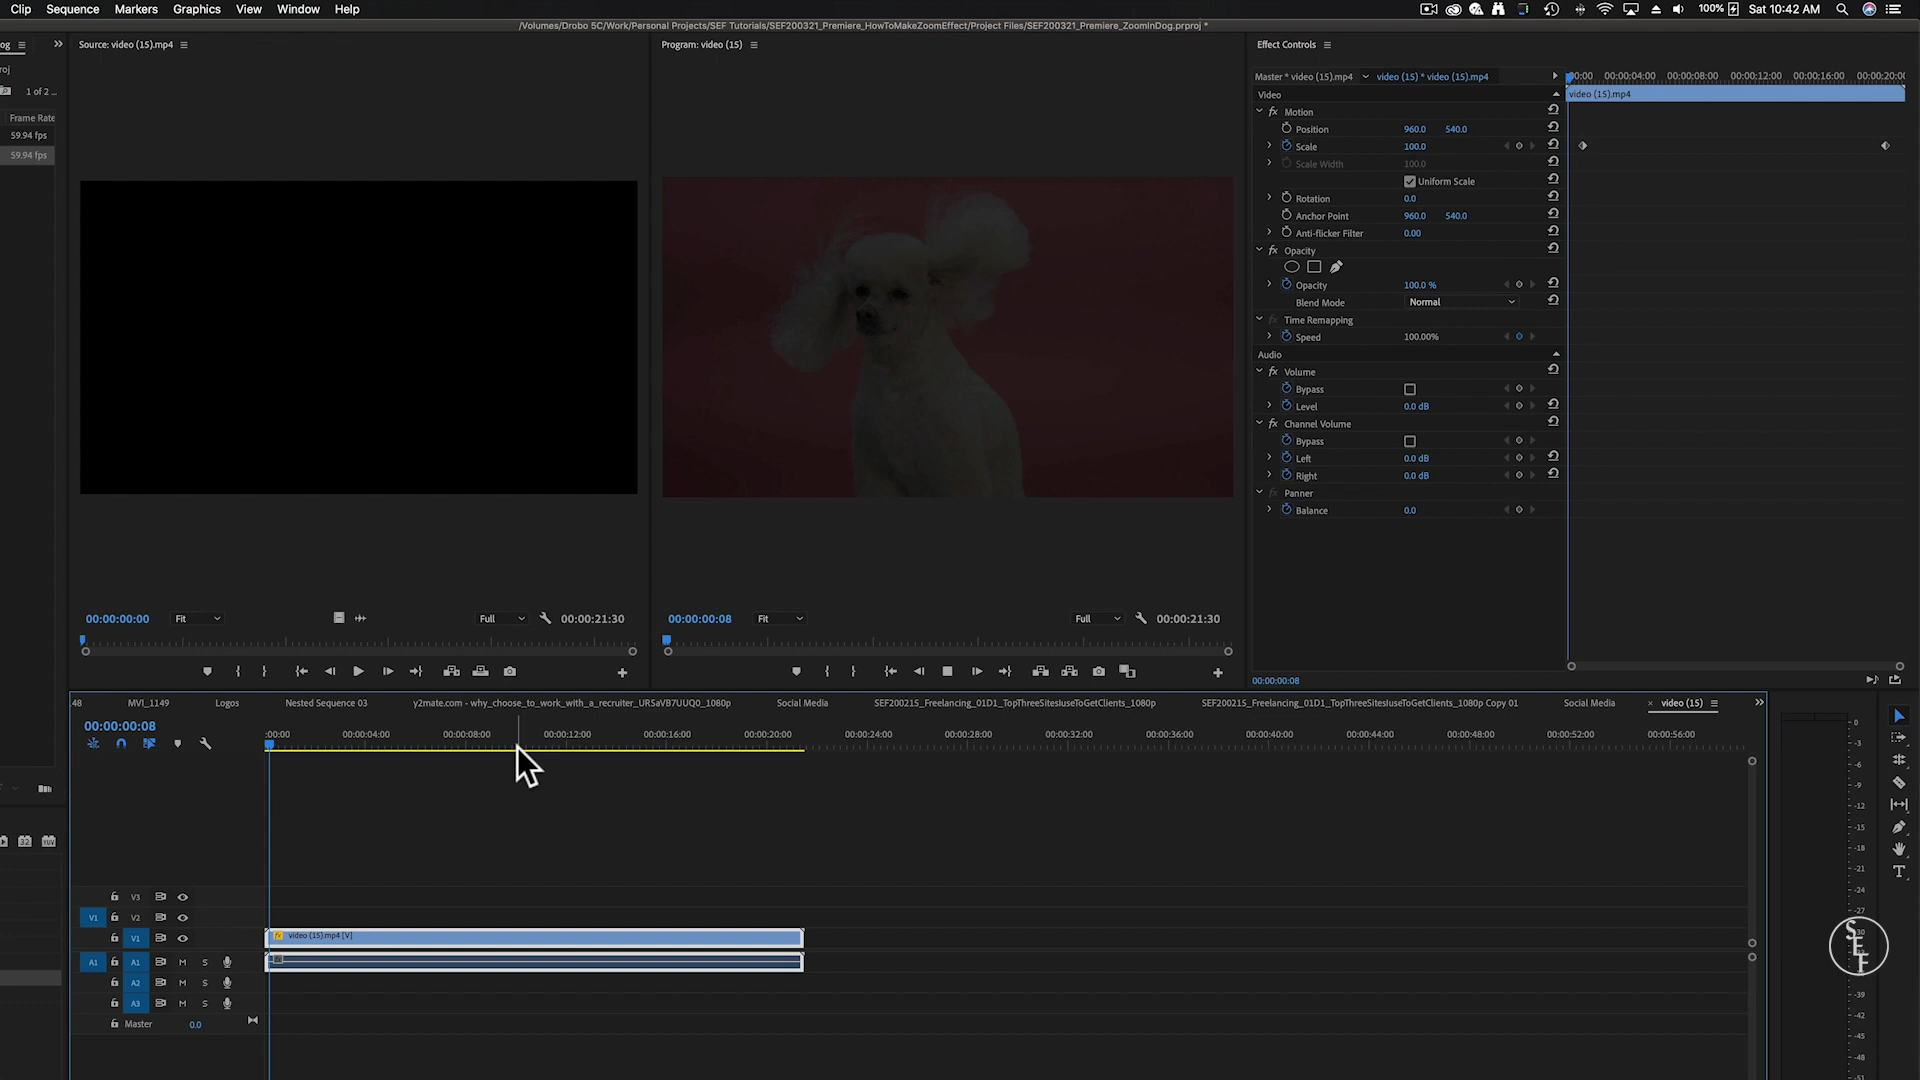 Clip Sequence Markers Graphics View Window Help
100% Sat 10:42 AM
/Volumes/Drobo 5C/Work/Personal Projects/SEF Tutorials/SEF200321_Premiere_HowToMakeZoomEffect/Project Files/SEF200321_Premiere_ZoomInDog.prproj *
og
Source: video (15).mp4
Program: video (15)
Effect Controls
roj
1 of 2 ...
Frame Rate
59.94 fps
59.94 fps
Master * video (15).mp4
video (15) * video (15).mp4
00:00 00:00:04:00 00:00:08:00 00:00:12:00 00:00:16:00 00:00:20:00
Video
video (15).mp4
fx Motion
Position 960.0 540.0
Scale 100.0
Scale Width 100.0
Uniform Scale
Rotation 0.0
Anchor Point 960.0 540.0
Anti-flicker Filter 0.00
fx Opacity
Opacity 100.0 %
Blend Mode Normal
fx Time Remapping
Speed 100.00%
Audio
fx Volume
Bypass
Level 0.0 dB
fx Channel Volume
Bypass
Left 0.0 dB
Right 0.0 dB
fx Panner
Balance 0.0
00:00:00:00 Fit Full 00:00:21:30
00:00:00:08 Fit Full 00:00:21:30
00:00:00:08
.48 MVI_1149 Logos Nested Sequence 03 y2mate.com - why_choose_to_work_with_a_recruiter_URSaVB7UUQ0_1080p Social Media SEF200215_Freelancing_01D1_TopThreeSitesIuseToGetClients_1080p SEF200215_Freelancing_01D1_TopThreeSitesIuseToGetClients_1080p Copy 01 Social Media × video (15)
00:00:00:08
:00:00 00:00:04:00 00:00:08:00 00:00:12:00 00:00:16:00 00:00:20:00 00:00:24:00 00:00:28:00 00:00:32:00 00:00:36:00 00:00:40:00 00:00:44:00 00:00:48:00 00:00:52:00 00:00:56:00
32 YUV
V3
V1 V2
V1
fx video (15).mp4 [V]
A1 A1 M S
A2 M S
A3 M S
Master 0.0
0
-3
-6
-9
-12
-15
-18
-21
-24
-27
-30
-39
-42
-45
-48
-51
T
SEF